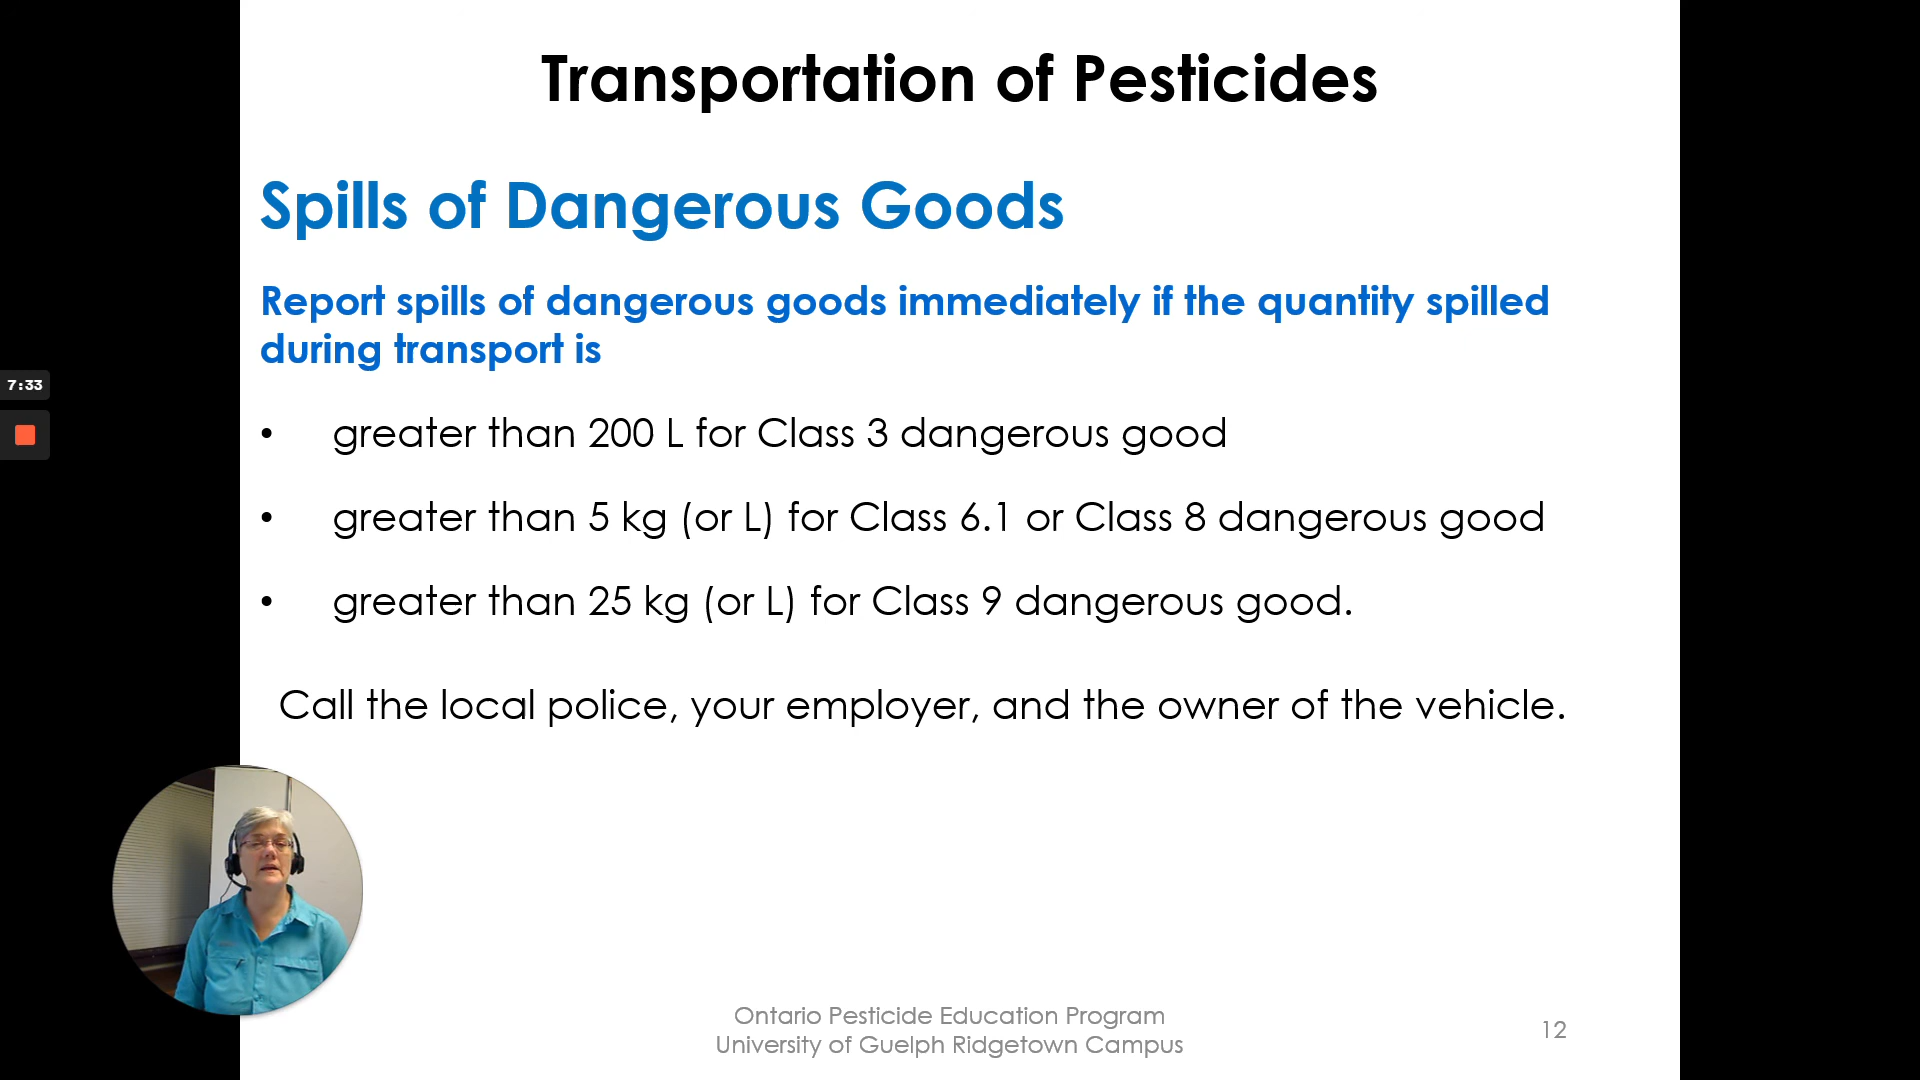 Transportation of Pesticides
Spills of Dangerous Goods
Report spills of dangerous goods immediately if the quantity spilled
during transport is
• greater than 200 L for Class 3 dangerous good
• greater than 5 kg (or L) for Class 6.1 or Class 8 dangerous good
• greater than 25 kg (or L) for Class 9 dangerous good.
Call the local police, your employer, and the owner of the vehicle.
7:33
Ontario Pesticide Education Program
University of Guelph Ridgetown Campus
12